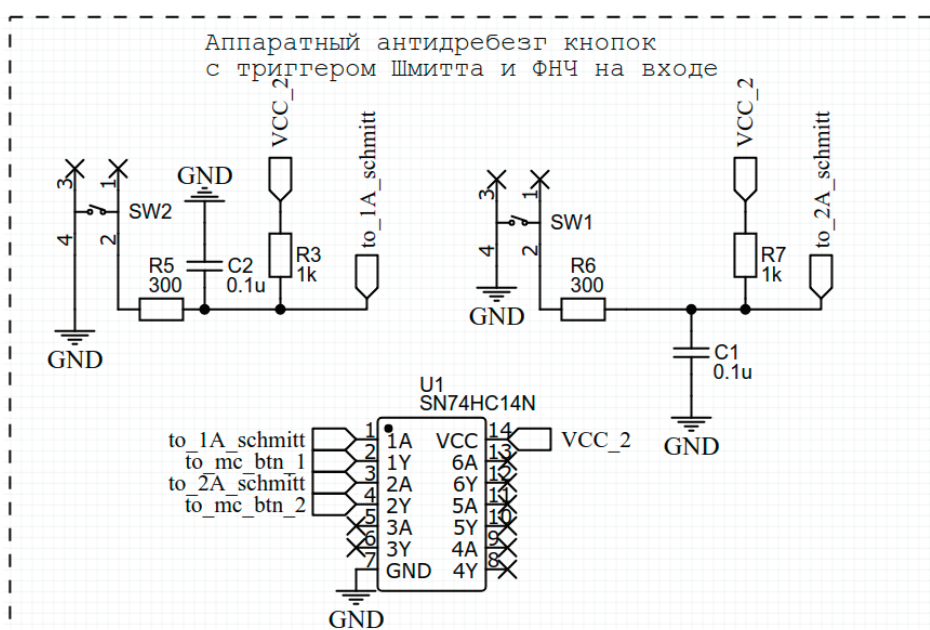 Аппаратный антидребезг кнопок
с триггером Шмитта и ФНЧ на входе
3
1
GND
VCC_2
to_1A_schmitt
SW2
4
2
R5
300
C2
0.1u
R3
1k
GND
3
1
VCC_2
to_2A_schmitt
SW1
4
2
R6
300
R7
1k
GND
C1
0.1u
GND
U1
SN74HC14N
to_1A_schmitt 1 1A VCC 14 VCC_2
to_mc_btn_1 2 1Y 6A 13
to_2A_schmitt 3 2A 6Y 12
to_mc_btn_2 4 2Y 5A 11
5 3A 5Y 10
6 3Y 4A 9
7 GND 4Y 8
GND